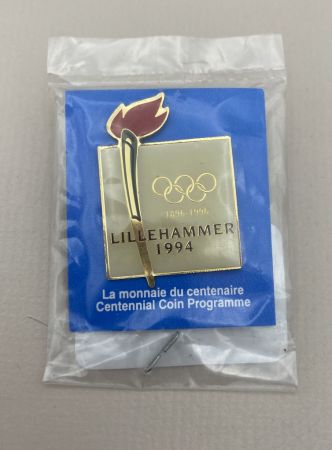 1896-1996
LILLEHAMMER
1994
La monnaie du centenaire
Centennial Coin Programme